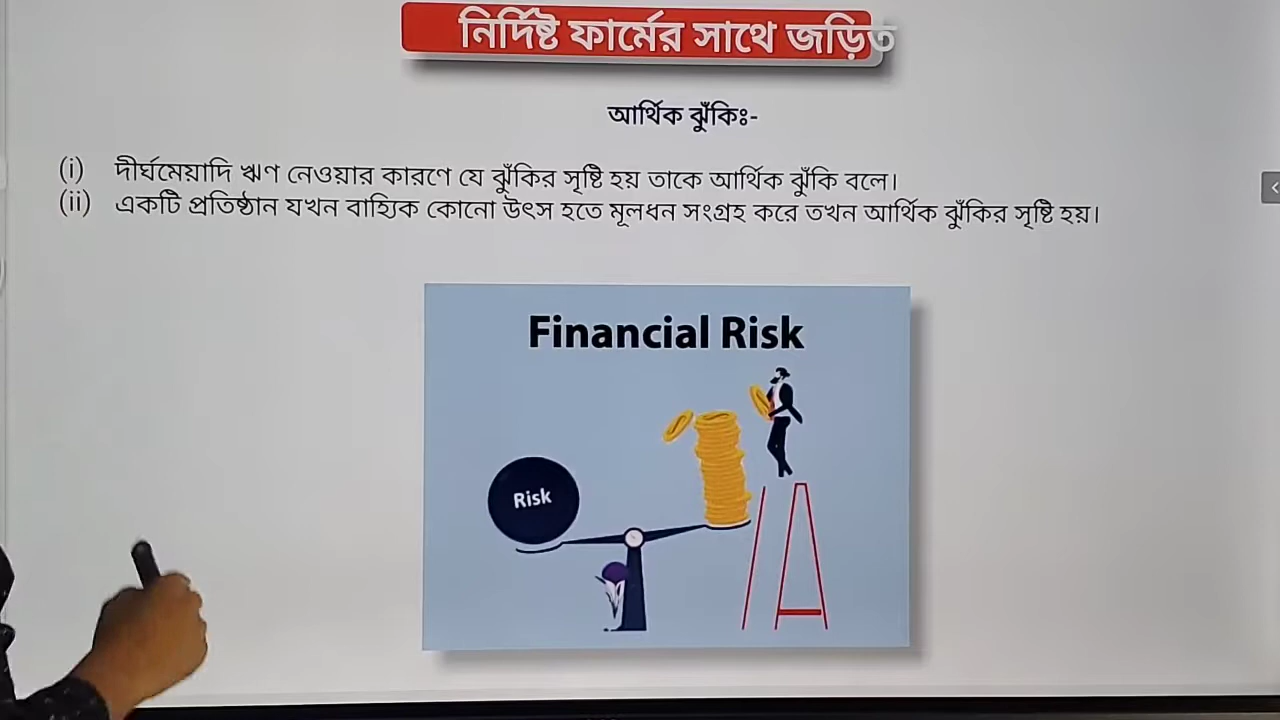 নির্দিষ্ট ফার্মের সাথে জড়িত
আর্থিক ঝুঁকিঃ-
(i) দীর্ঘমেয়াদি ঋণ নেওয়ার কারণে যে ঝুঁকির সৃষ্টি হয় তাকে আর্থিক ঝুঁকি বলে।
(ii) একটি প্রতিষ্ঠান যখন বাহ্যিক কোনো উৎস হতে মূলধন সংগ্রহ করে তখন আর্থিক ঝুঁকির সৃষ্টি হয়।
Financial Risk
Risk